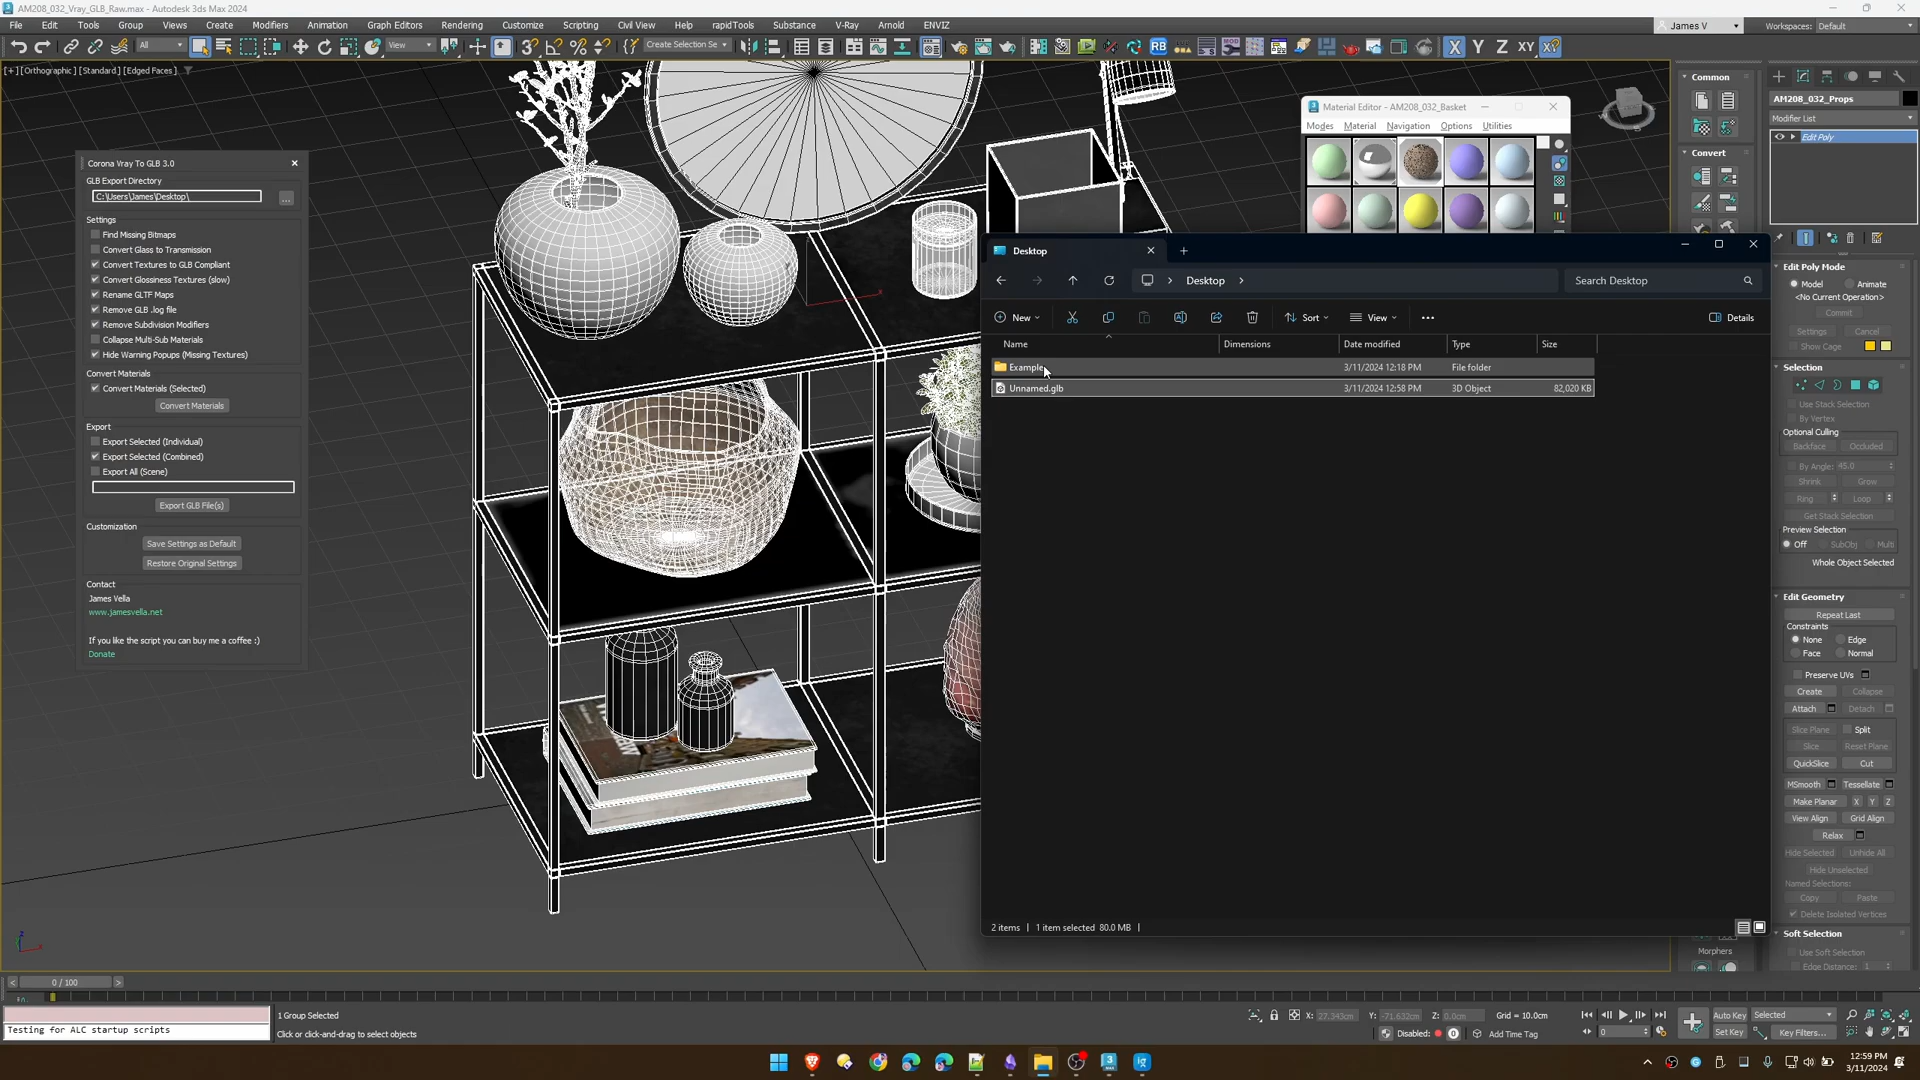 AM208_032_Vray_GLB_Raw.max - Autodesk 3ds Max 2024
File Edit Tools Group Views Create Modifiers Animation Graph Editors Rendering Customize Scripting Civil View Help rapidTools Substance V-Ray Arnold ENVIZ
James V
Workspaces: Default
All
View
Create Selection Se
RB
X Y Z XY
[+] [Orthographic] [Standard] [Edged Faces]
Corona Vray To GLB 3.0
GLB Export Directory
C:\Users\James\Desktop\
...
Settings
Find Missing Bitmaps
Convert Glass to Transmission
Convert Textures to GLB Compliant
Convert Glossiness Textures (slow)
Rename GLTF Maps
Remove GLB .log file
Remove Subdivision Modifiers
Collapse Multi-Sub Materials
Hide Warning Popups (Missing Textures)
Convert Materials
Convert Materials (Selected)
Convert Materials
Export
Export Selected (Individual)
Export Selected (Combined)
Export All (Scene)
Export GLB File(s)
Customization
Save Settings as Default
Restore Original Settings
Contact
James Vella
www.jamesvella.net
If you like the script you can buy me a coffee :)
Donate
Material Editor - AM208_032_Basket
Modes Material Navigation Options Utilities
Desktop
Desktop
Search Desktop
New
Sort
View
Details
Name Dimensions Date modified Type Size
Example 3/11/2024 12:18 PM File folder
Unnamed.glb 3/11/2024 12:58 PM 3D Object 82,020 KB
2 items 1 item selected 80.0 MB
Common
Convert
Morphers
AM208_032_Props
Modifier List
Edit Poly
Edit Poly Mode
Model Animate
<No Current Operation>
Commit
Settings Cancel
Show Cage
Selection
Use Stack Selection
By Vertex
Optional Culling
Backface Occluded
By Angle: 45.0
Shrink Grow
Ring Loop
Get Stack Selection
Preview Selection
Off SubObj Multi
Whole Object Selected
Edit Geometry
Repeat Last
Constraints
None Edge
Face Normal
Preserve UVs
Create Collapse
Attach Detach
Slice Plane Split
Slice Reset Plane
QuickSlice Cut
MSmooth Tessellate
Make Planar X Y Z
View Align Grid Align
Relax
Hide Selected Unhide All
Hide Unselected
Named Selections:
Copy Paste
Delete Isolated Vertices
Soft Selection
Use Soft Selection
Edge Distance: 1
0 / 100
Testing for ALC startup scripts
1 Group Selected
Click or click-and-drag to select objects
X: 27.343cm Y: -71.632cm Z: 0.0cm Grid = 10.0cm
Disabled:
Add Time Tag
Auto Key Selected
Set Key Key Filters...
0
12:59 PM
3/11/2024